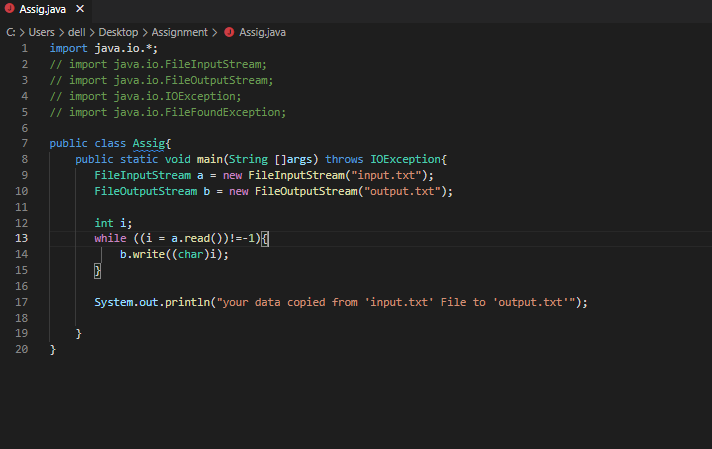 Assig.java
C: > Users > dell > Desktop > Assignment > Assig.java
1 import java.io.*;
2 // import java.io.FileInputStream;
3 // import java.io.FileOutputStream;
4 // import java.io.IOException;
5 // import java.io.FileFoundException;
6
7 public class Assig{
8 public static void main(String []args) throws IOException{
9 FileInputStream a = new FileInputStream("input.txt");
10 FileOutputStream b = new FileOutputStream("output.txt");
11
12 int i;
13 while ((i = a.read())!=-1){
14 b.write((char)i);
15 }
16
17 System.out.println("your data copied from 'input.txt' File to 'output.txt'");
18
19 }
20 }